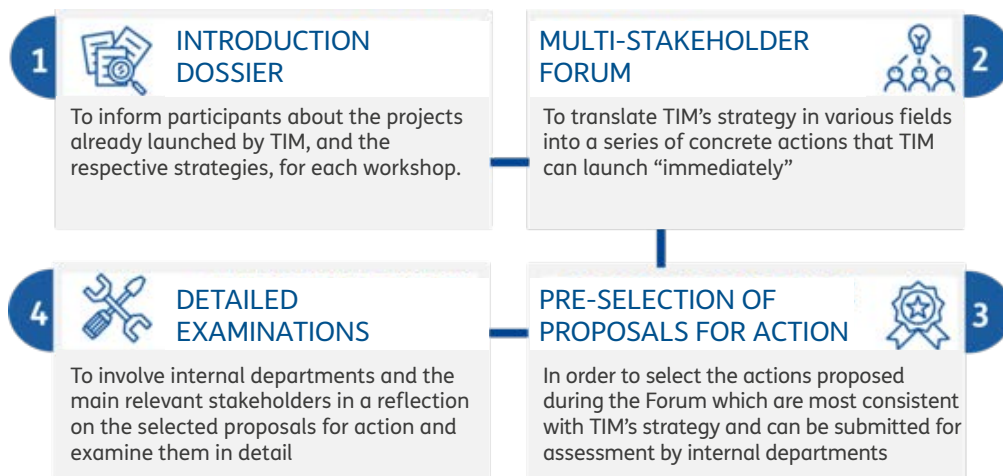 1
INTRODUCTION
DOSSIER
To inform participants about the projects
already launched by TIM, and the
respective strategies, for each workshop.
MULTI-STAKEHOLDER
FORUM
2
To translate TIM’s strategy in various fields
into a series of concrete actions that TIM
can launch “immediately”
PRE-SELECTION OF
PROPOSALS FOR ACTION
3
In order to select the actions proposed
during the Forum which are most consistent
with TIM’s strategy and can be submitted for
assessment by internal departments
4
DETAILED
EXAMINATIONS
To involve internal departments and the
main relevant stakeholders in a reflection
on the selected proposals for action and
examine them in detail